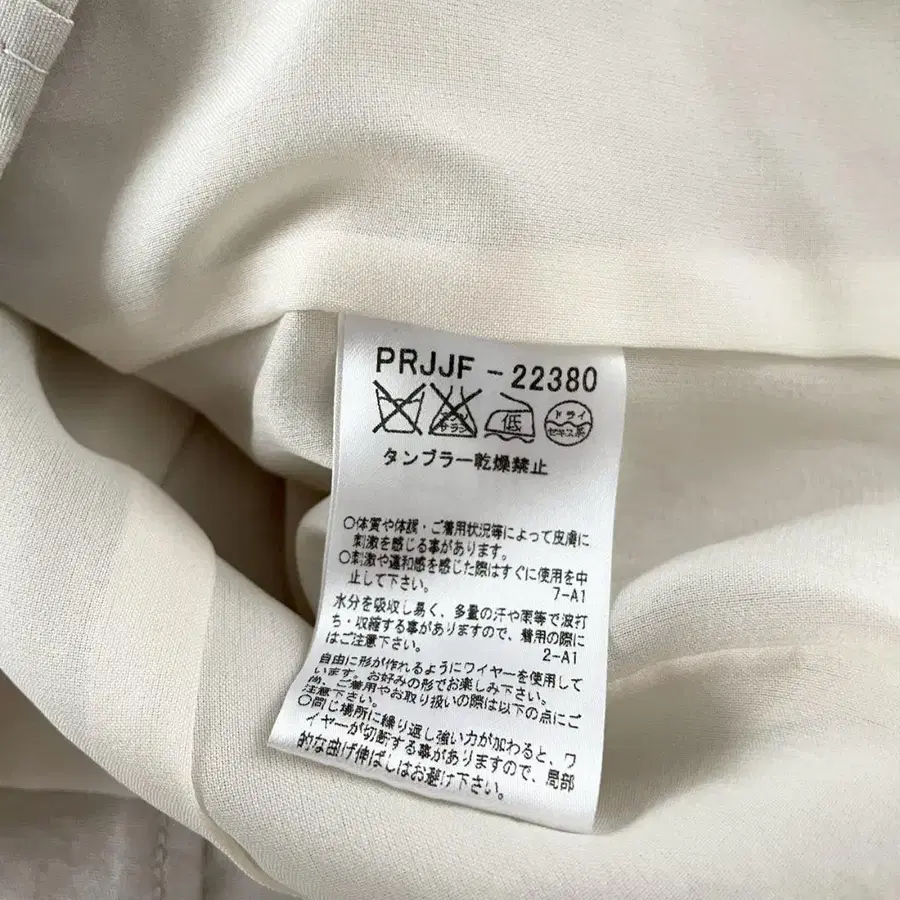 PRJJF－22380
低 ドライ
セキユ系
タンブラー乾燥禁止
○体質や体調・ご着用状況等によって皮膚に
刺激を感じる事があります。
○刺激や違和感を感じた際はすぐに使用を中
止して下さい。
7-A1
水分を吸収し易く、多量の汗や雨等で波打
ち・収縮する事がありますので、着用の際に
はご注意下さい。
2-A1
自由に形が作れるようにワイヤーを使用して
います。お好みの形でお楽しみ下さい。
尚、ご着用やお取り扱いの際は以下の点にご
注意下さい。
○同じ場所に繰り返し強い力が加わると、ワ
イヤーが切断する事がありますので、局部
的な曲げ伸ばしはお避け下さい。